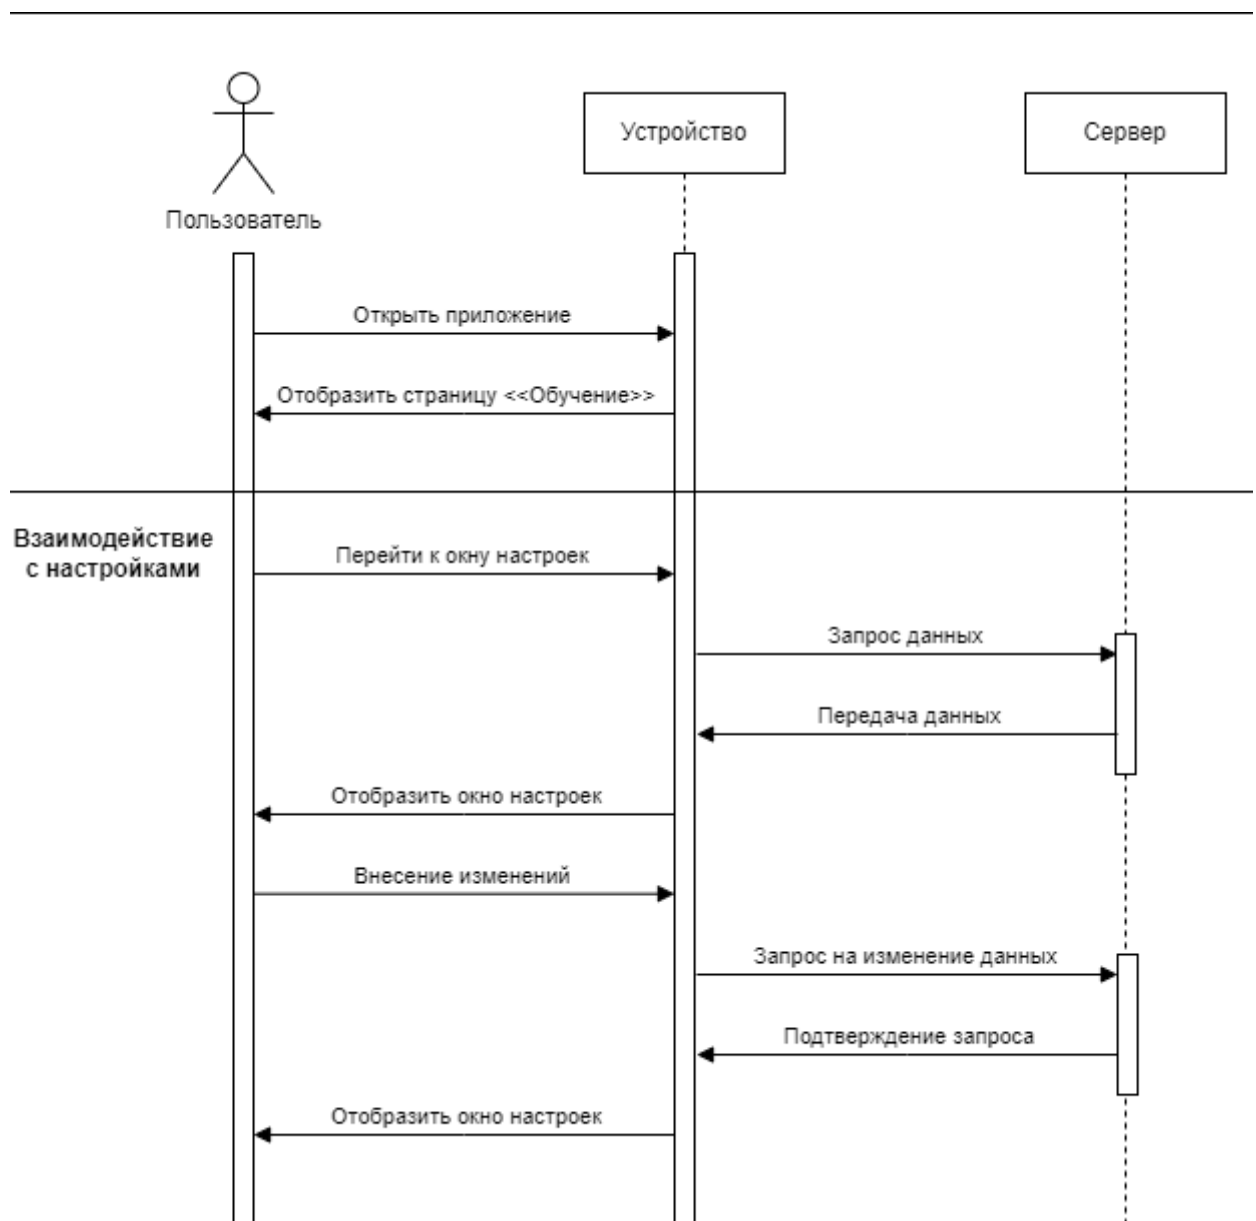 Пользователь
Устройство
Сервер
Открыть приложение
Отобразить страницу <<Обучение>>
Взаимодействие
с настройками
Перейти к окну настроек
Запрос данных
Передача данных
Отобразить окно настроек
Внесение изменений
Запрос на изменение данных
Подтверждение запроса
Отобразить окно настроек